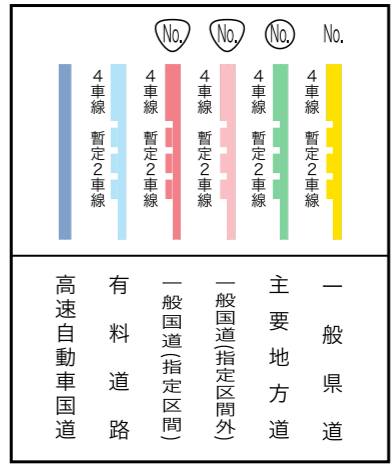 No.
No.
No.
No.
４車線 暫定２車線
４車線 暫定２車線
４車線 暫定２車線
４車線 暫定２車線
４車線 暫定２車線
高速自動車国道
有料道路
一般国道(指定区間)
一般国道(指定区間外)
主要地方道
一般県道